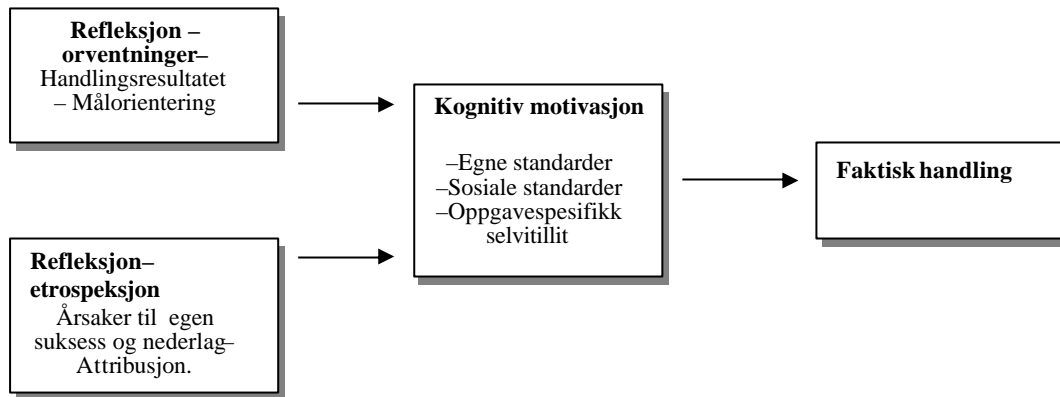 Refleksjon –
orventninger–
Handlingsresultatet
– Målorientering
Refleksjon–
etrospeksjon
Årsaker til egen
suksess og nederlag–
Attribusjon.
Kognitiv motivasjon
–Egne standarder
–Sosiale standarder
–Oppgavespesifikk
selvitillit
Faktisk handling